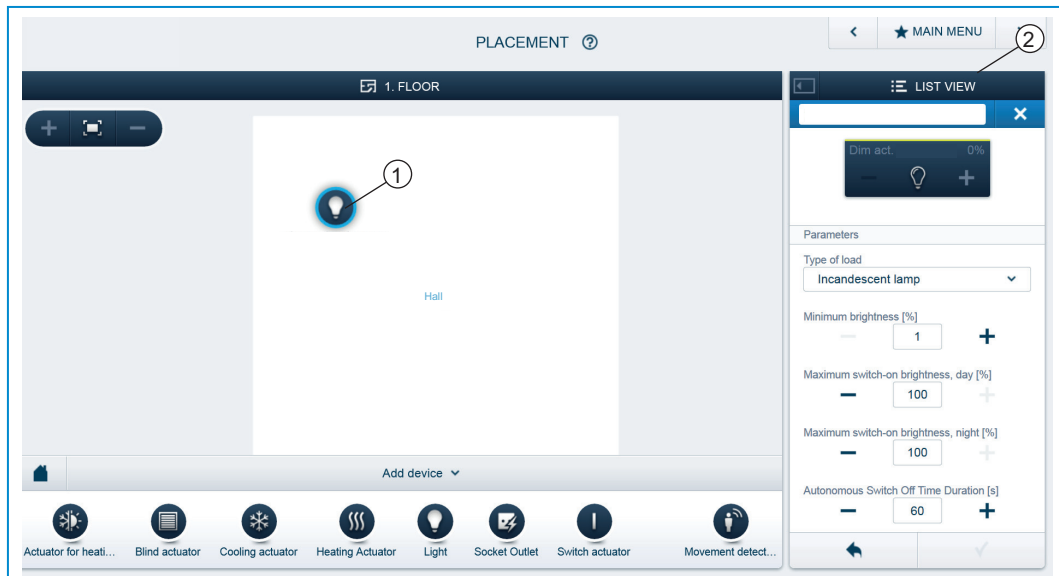 PLACEMENT ?
MAIN MENU
2
1. FLOOR
LIST VIEW
Dim act. 0%
1
Parameters
Type of load
Incandescent lamp
Hall
Minimum brightness [%]
1
Maximum switch-on brightness, day [%]
100
Maximum switch-on brightness, night [%]
100
Add device
Autonomous Switch Off Time Duration [s]
60
Actuator for heati...
Blind actuator
Cooling actuator
Heating Actuator
Light
Socket Outlet
Switch actuator
Movement detect...